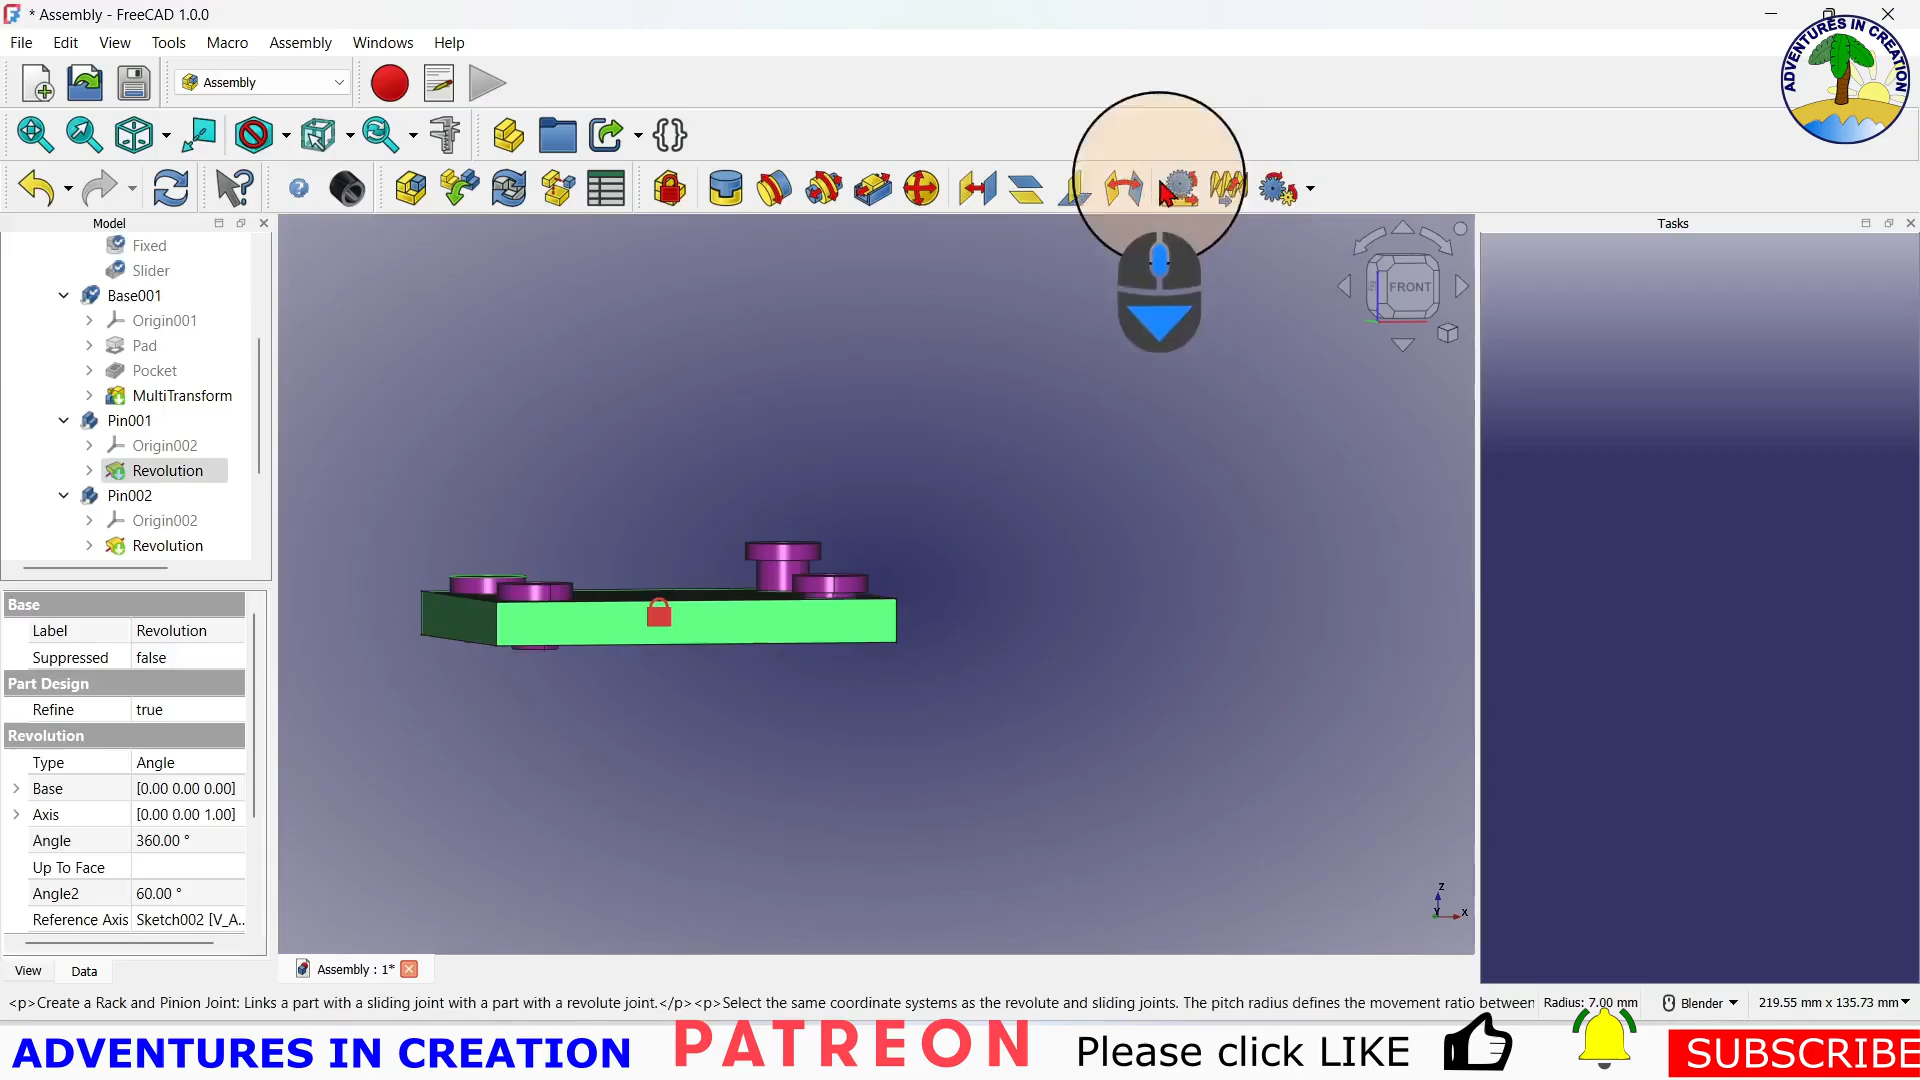 * Assembly - FreeCAD 1.0.0
File Edit View Tools Macro Assembly Windows Help
ADVENTURES IN CREATION
Assembly
Model
Tasks
Fixed
Slider
Base001
Origin001
Pad
Pocket
MultiTransform
Pin001
Origin002
Revolution
Pin002
Origin002
Revolution
FRONT
Base
Label Revolution
Suppressed false
Part Design
Refine true
Revolution
Type Angle
Base [0.00 0.00 0.00]
Axis [0.00 0.00 1.00]
Angle 360.00 °
Up To Face
Angle2 60.00 °
Reference Axis Sketch002 [V_A..
Z
Y X
View Data
Assembly : 1*
<p>Create a Rack and Pinion Joint: Links a part with a sliding joint with a part with a revolute joint.</p><p>Select the same coordinate systems as the revolute and sliding joints. The pitch radius defines the movement ratio between Radius: 7.00 mm Blender 219.55 mm x 135.73 mm
ADVENTURES IN CREATION PATREON Please click LIKE SUBSCRIBE